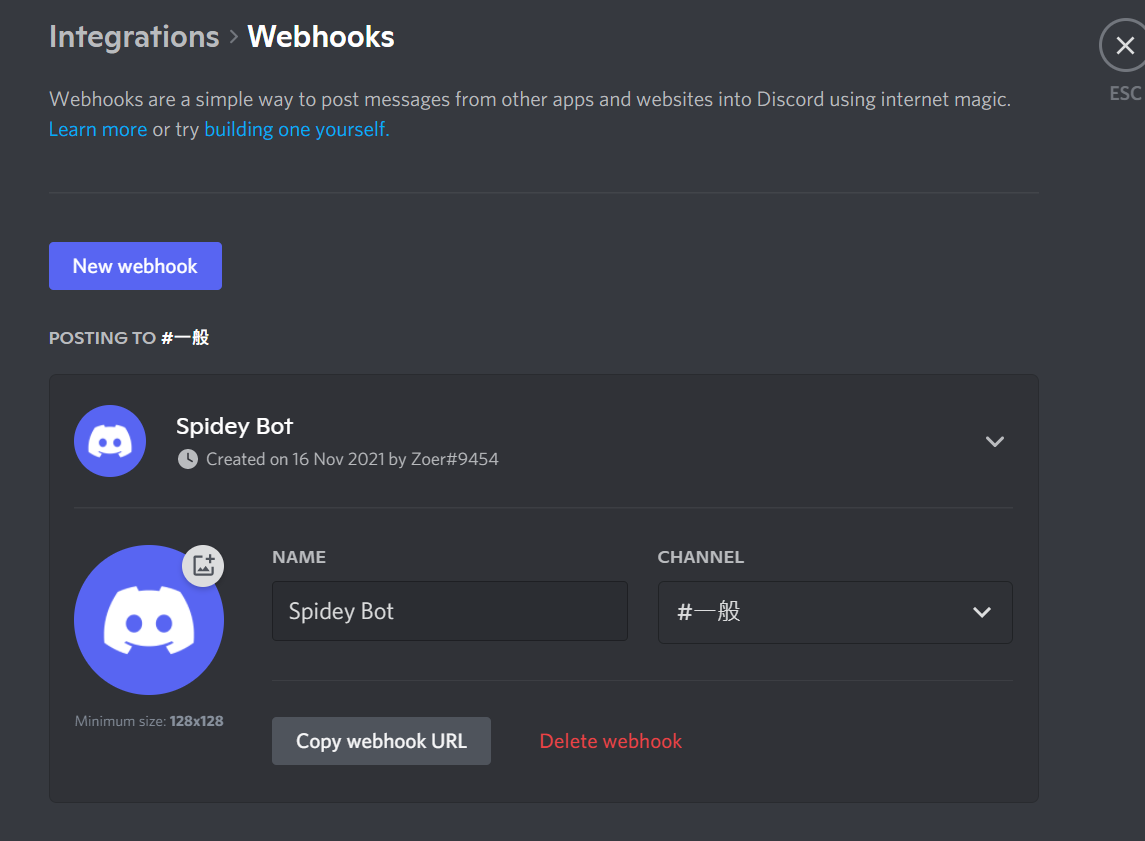 Integrations > Webhooks
ESC
Webhooks are a simple way to post messages from other apps and websites into Discord using internet magic.
Learn more or try building one yourself.
New webhook
POSTING TO #一般
Spidey Bot
Created on 16 Nov 2021 by Zoer#9454
NAME
CHANNEL
Spidey Bot
#一般
Minimum size: 128x128
Copy webhook URL
Delete webhook